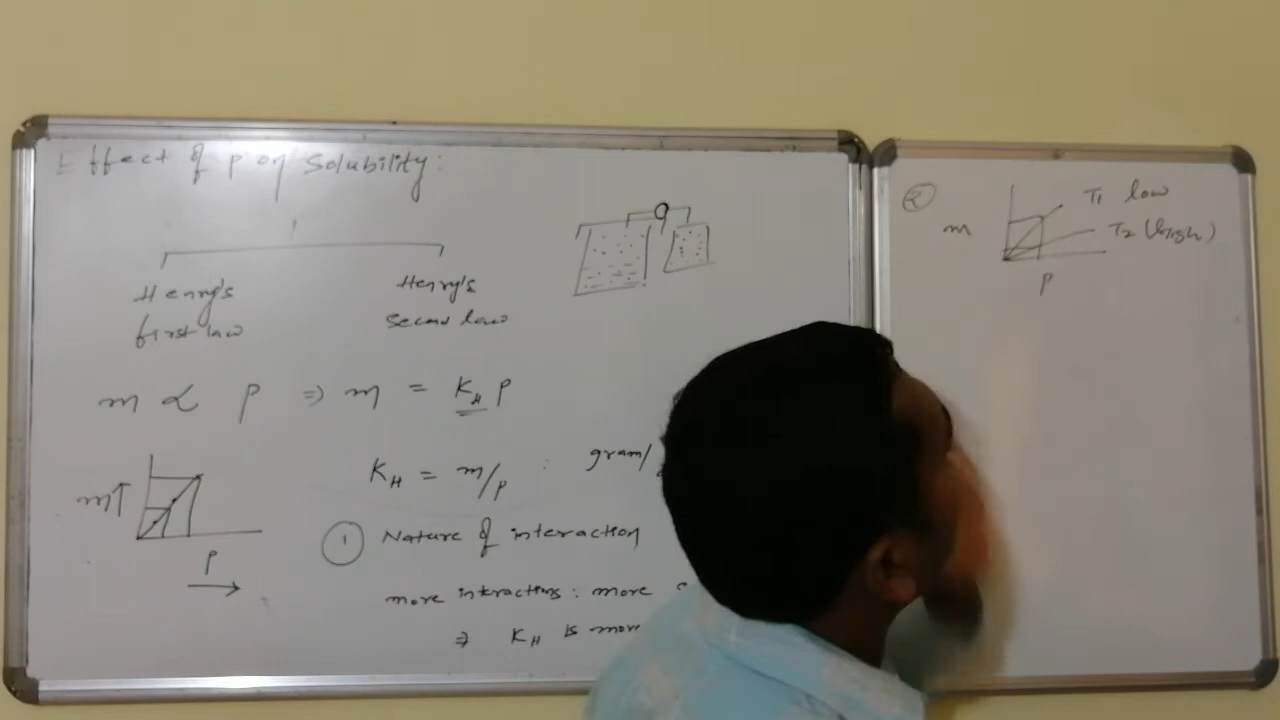 Effect of P on Solubility:
Henry's
first law
Henry's
Second law
m ∝ P ⇒ m = K_H P
m↑
P
K_H = m/P : gram/
① Nature of interaction
more interactions: more
⇒ K_H is more
②
m
P
T1 low
T2 (high)